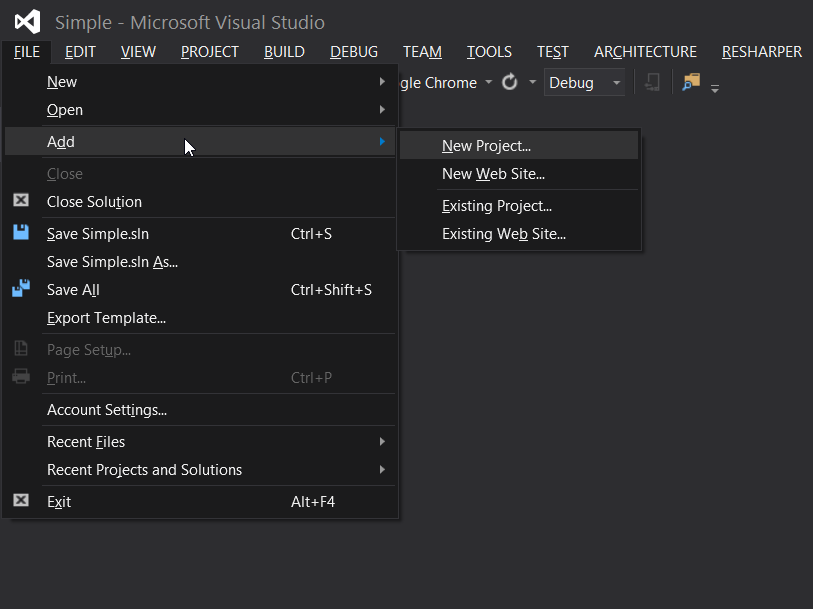 Simple - Microsoft Visual Studio
FILE EDIT VIEW PROJECT BUILD DEBUG TEAM TOOLS TEST ARCHITECTURE RESHARPER
gle Chrome Debug
New
Open
Add
Close
Close Solution
Save Simple.sln Ctrl+S
Save Simple.sln As...
Save All Ctrl+Shift+S
Export Template...
Page Setup...
Print... Ctrl+P
Account Settings...
Recent Files
Recent Projects and Solutions
Exit Alt+F4
New Project...
New Web Site...
Existing Project...
Existing Web Site...